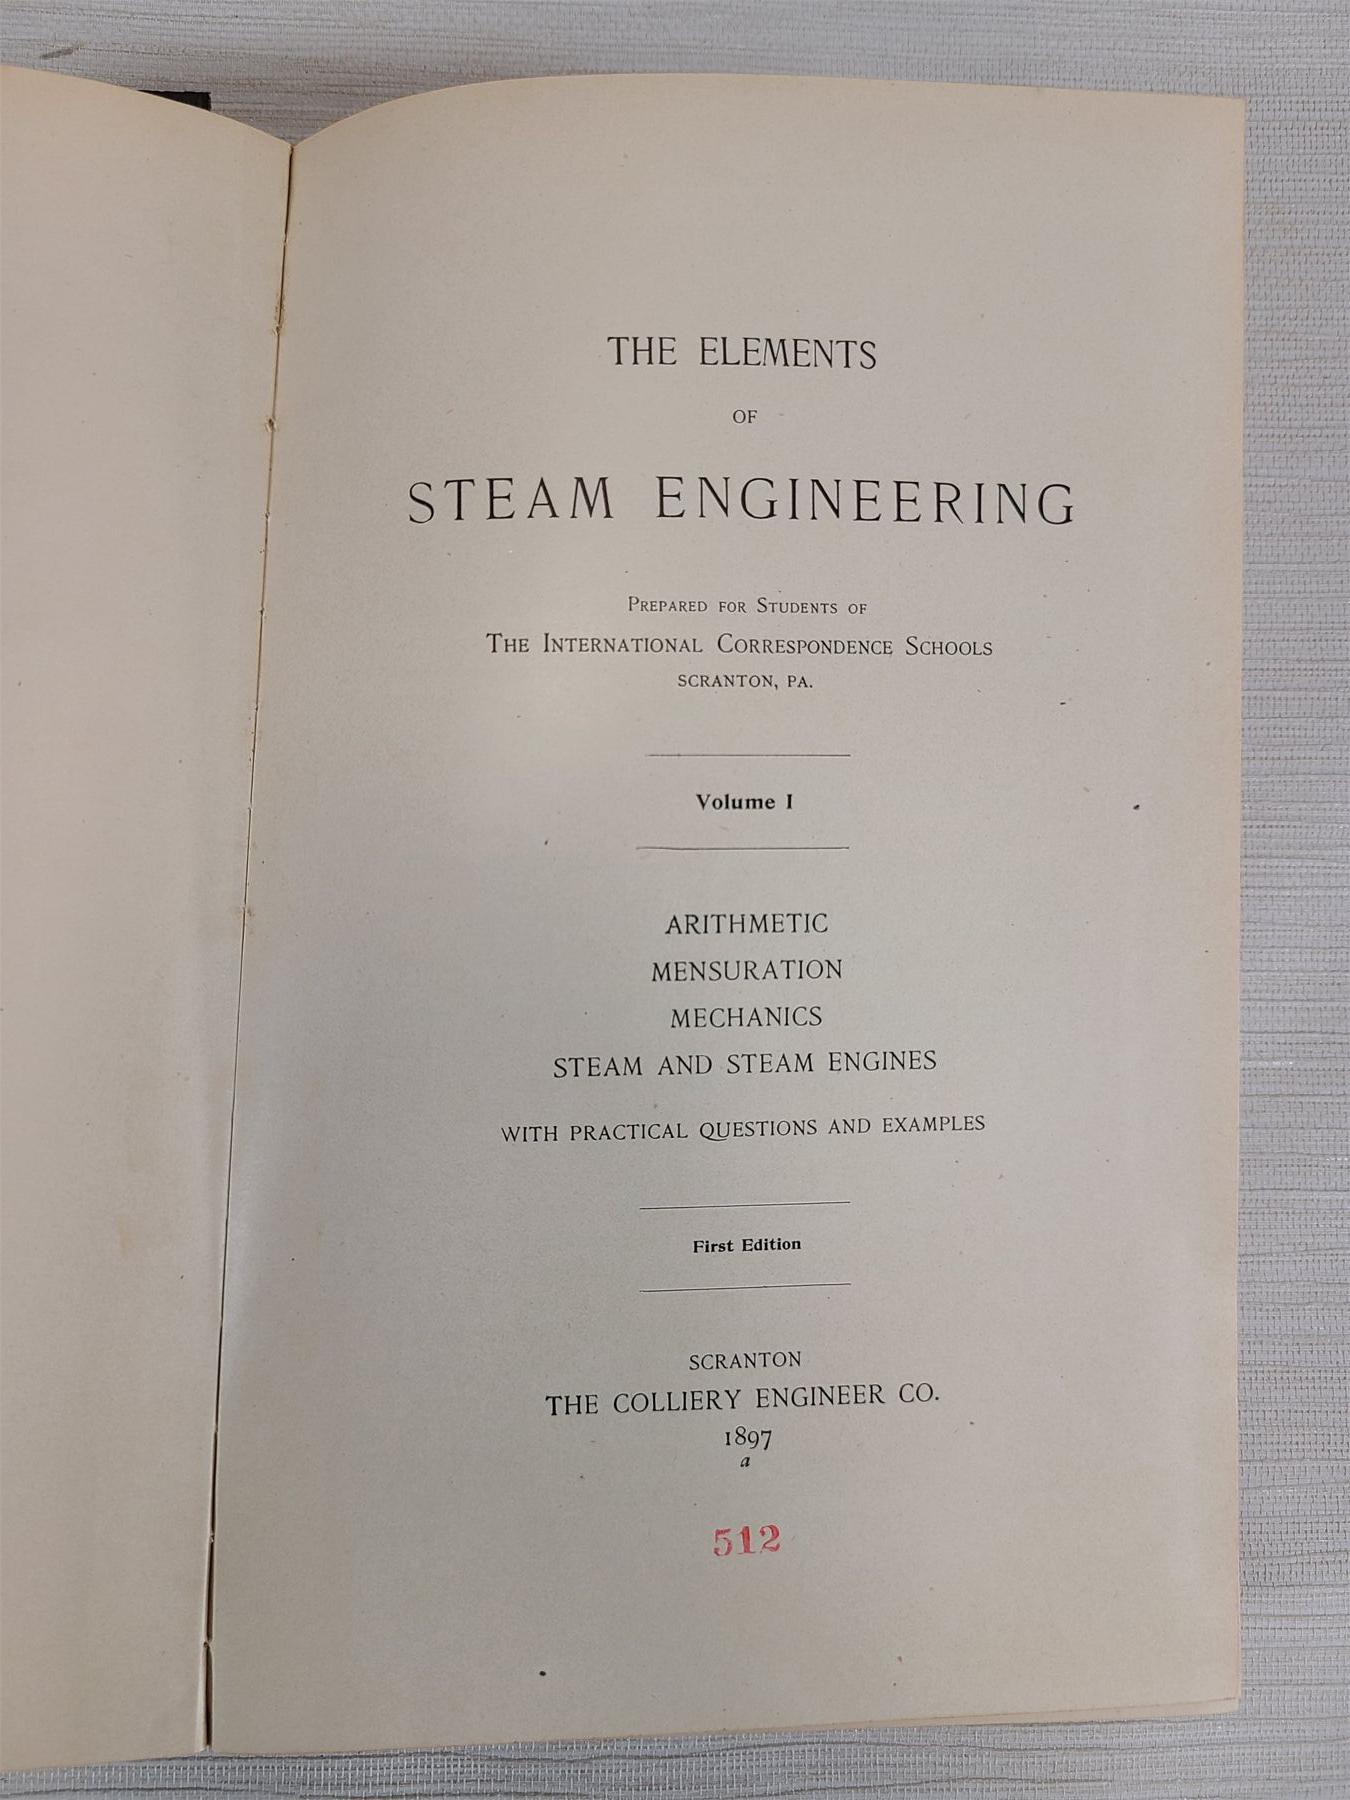 THE ELEMENTS
OF
STEAM ENGINEERING
PREPARED FOR STUDENTS OF
THE INTERNATIONAL CORRESPONDENCE SCHOOLS
SCRANTON, PA.
Volume I
ARITHMETIC
MENSURATION
MECHANICS
STEAM AND STEAM ENGINES
WITH PRACTICAL QUESTIONS AND EXAMPLES
First Edition
SCRANTON
THE COLLIERY ENGINEER CO.
1897
a
512